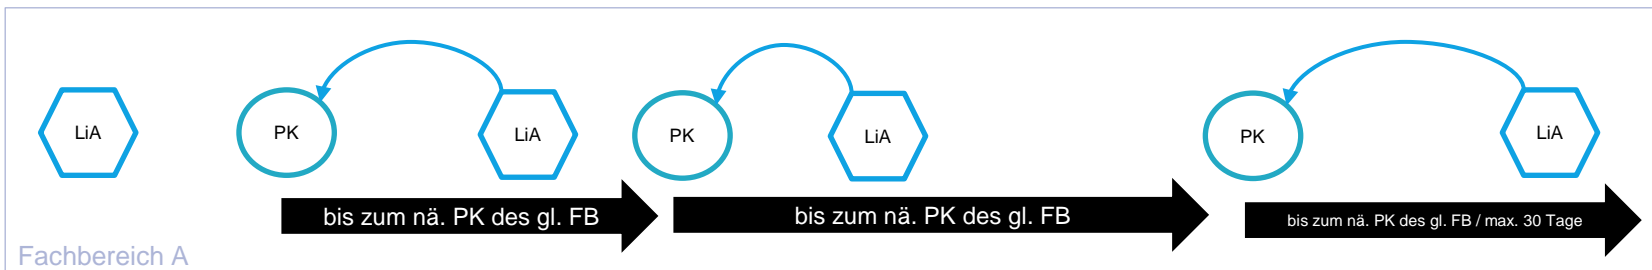 LiA
PK
LiA
PK
LiA
PK
LiA
bis zum nä. PK des gl. FB
bis zum nä. PK des gl. FB
bis zum nä. PK des gl. FB / max. 30 Tage
Fachbereich A